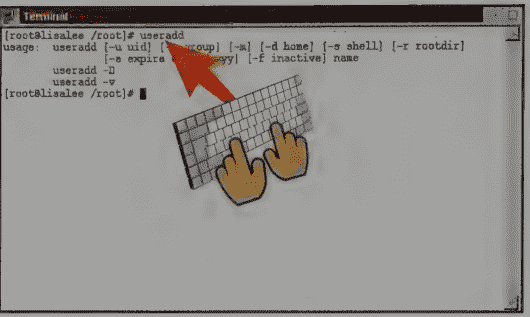 Terminal
[root@lisalee /root]# useradd
usage: useradd [-u uid] [ group] [-m] [-d home] [-s shell] [-r rootdir]
[-e expire yy] [-f inactive] name
useradd -D
useradd -v
[root@lisalee /root]#